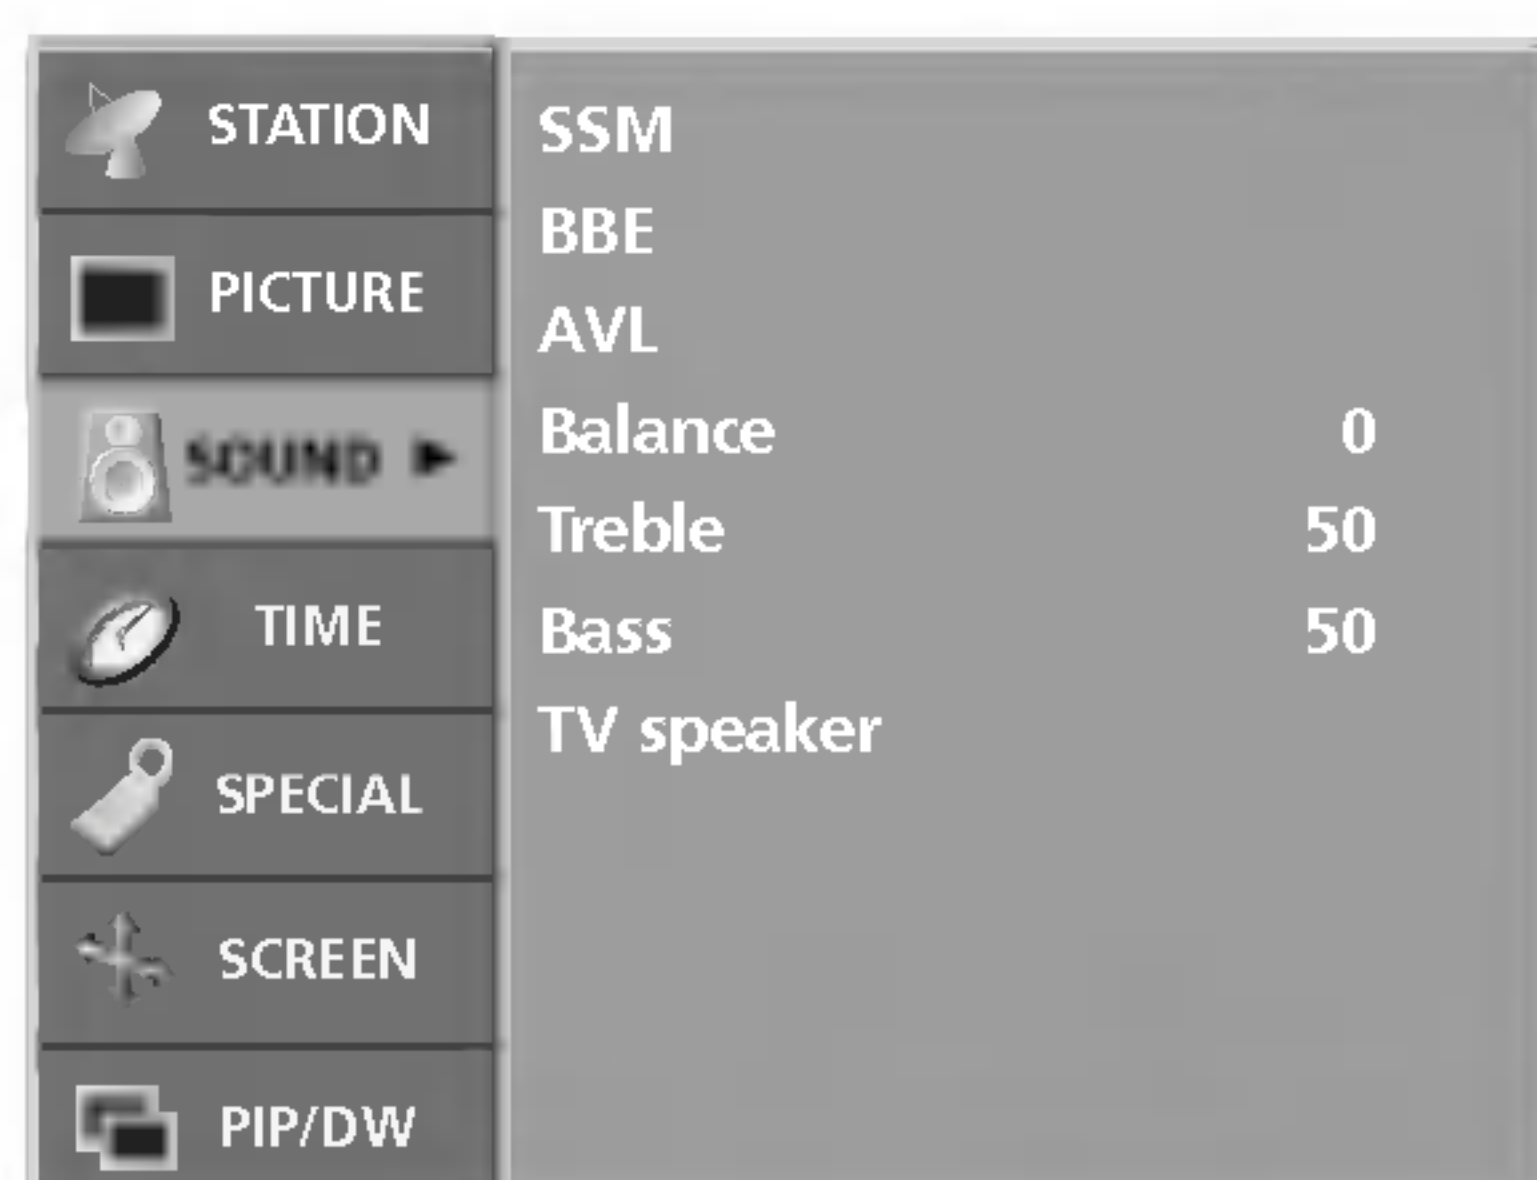 STATION
PICTURE
SOUND ►
TIME
SPECIAL
SCREEN
PIP/DW
SSM
BBE
AVL
Balance 0
Treble 50
Bass 50
TV speaker